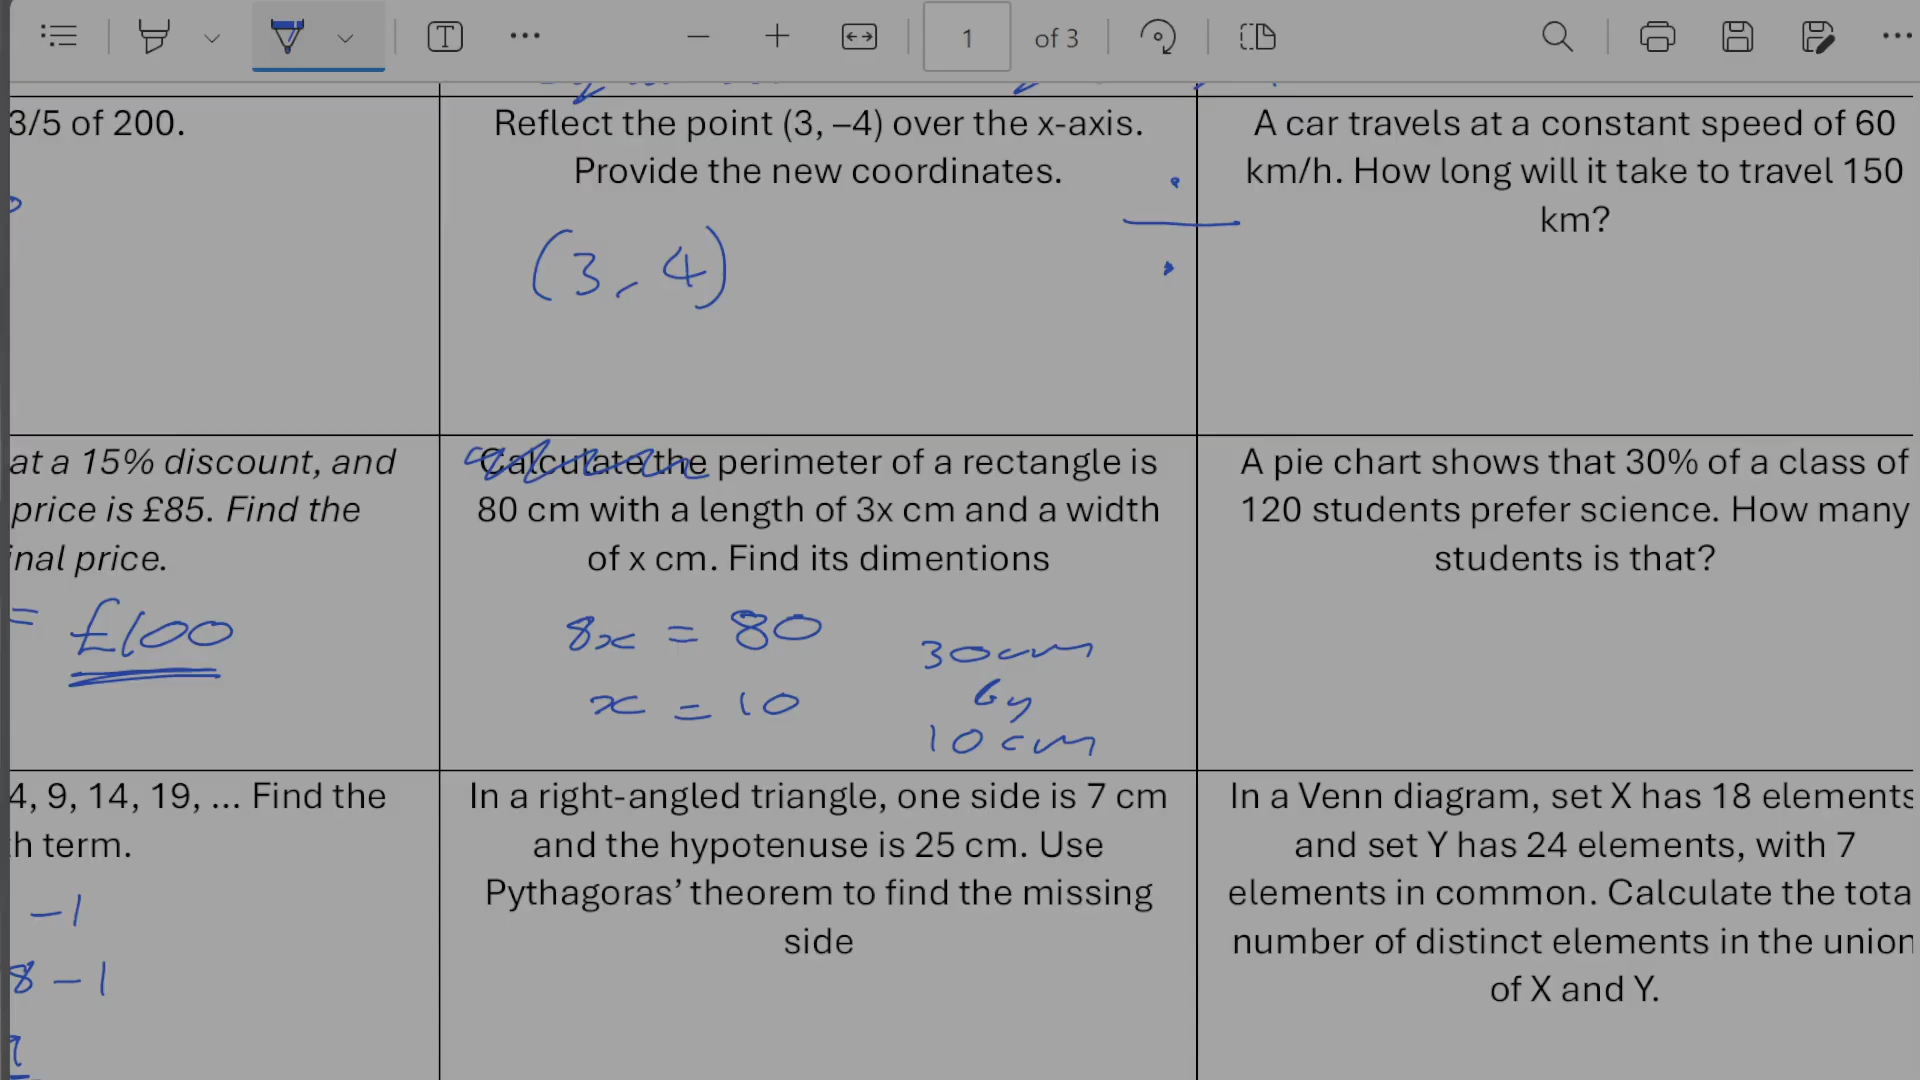 1 of 3
3/5 of 200.
Reflect the point (3, –4) over the x-axis.
Provide the new coordinates.
(3, 4)
A car travels at a constant speed of 60
km/h. How long will it take to travel 150
km?
at a 15% discount, and
price is £85. Find the
inal price.
= £100
Calculate the perimeter of a rectangle is
80 cm with a length of 3x cm and a width
of x cm. Find its dimentions
8x = 80
x = 10
30cm
by
10cm
A pie chart shows that 30% of a class of
120 students prefer science. How many
students is that?
4, 9, 14, 19, ... Find the
h term.
-1
8 - 1
In a right-angled triangle, one side is 7 cm
and the hypotenuse is 25 cm. Use
Pythagoras’ theorem to find the missing
side
In a Venn diagram, set X has 18 elements
and set Y has 24 elements, with 7
elements in common. Calculate the tota
number of distinct elements in the union
of X and Y.